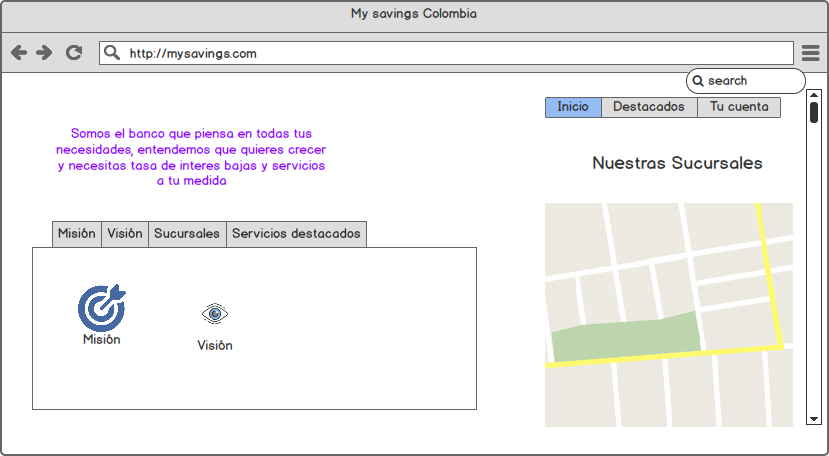 My savings Colombia
http://mysavings.com
search
Inicio Destacados Tu cuenta
Somos el banco que piensa en todas tus
necesidades, entendemos que quieres crecer
y necesitas tasa de interes bajas y servicios
a tu medida
Nuestras Sucursales
Misión Visión Sucursales Servicios destacados
Misión
Visión